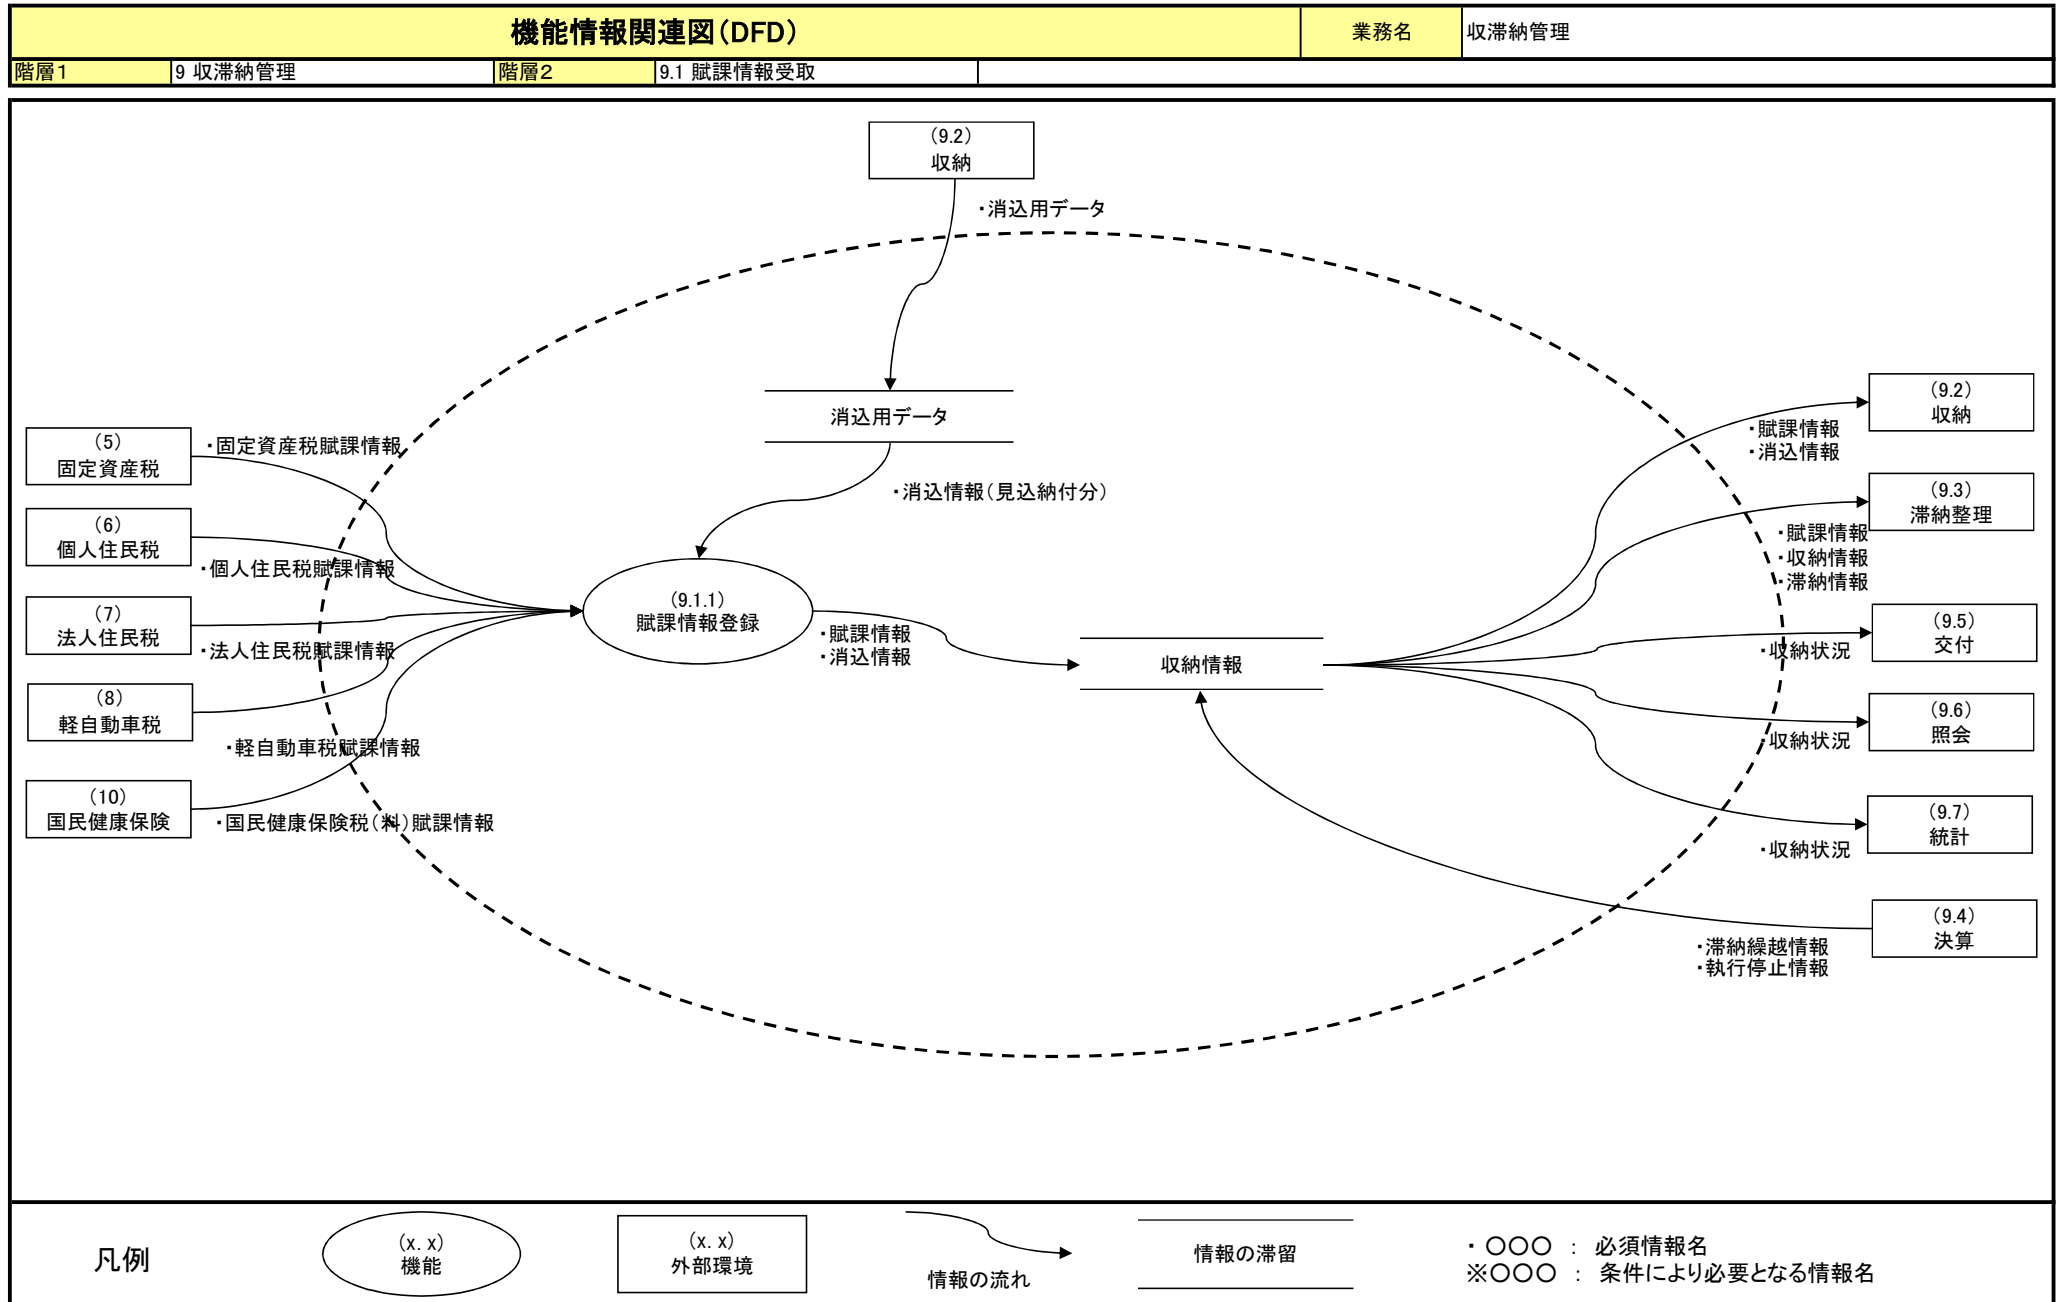 機能情報関連図(DFD)
業務名
収滞納管理
階層1
9 収滞納管理
階層2
9.1 賦課情報受取
(9.2)
収納
・消込用データ
消込用データ
・消込情報(見込納付分)
(5)
固定資産税
・固定資産税賦課情報
(6)
個人住民税
・個人住民税賦課情報
(7)
法人住民税
・法人住民税賦課情報
(8)
軽自動車税
・軽自動車税賦課情報
(10)
国民健康保険
・国民健康保険税(料)賦課情報
(9.1.1)
賦課情報登録
・賦課情報
・消込情報
収納情報
(9.2)
収納
・賦課情報
・消込情報
(9.3)
滞納整理
・賦課情報
・収納情報
・滞納情報
(9.5)
交付
・収納状況
(9.6)
照会
・収納状況
(9.7)
統計
・収納状況
(9.4)
決算
・滞納繰越情報
・執行停止情報
凡例
(x. x)
機能
(x. x)
外部環境
情報の流れ
情報の滞留
・ 〇〇〇 : 必須情報名
※〇〇〇 : 条件により必要となる情報名